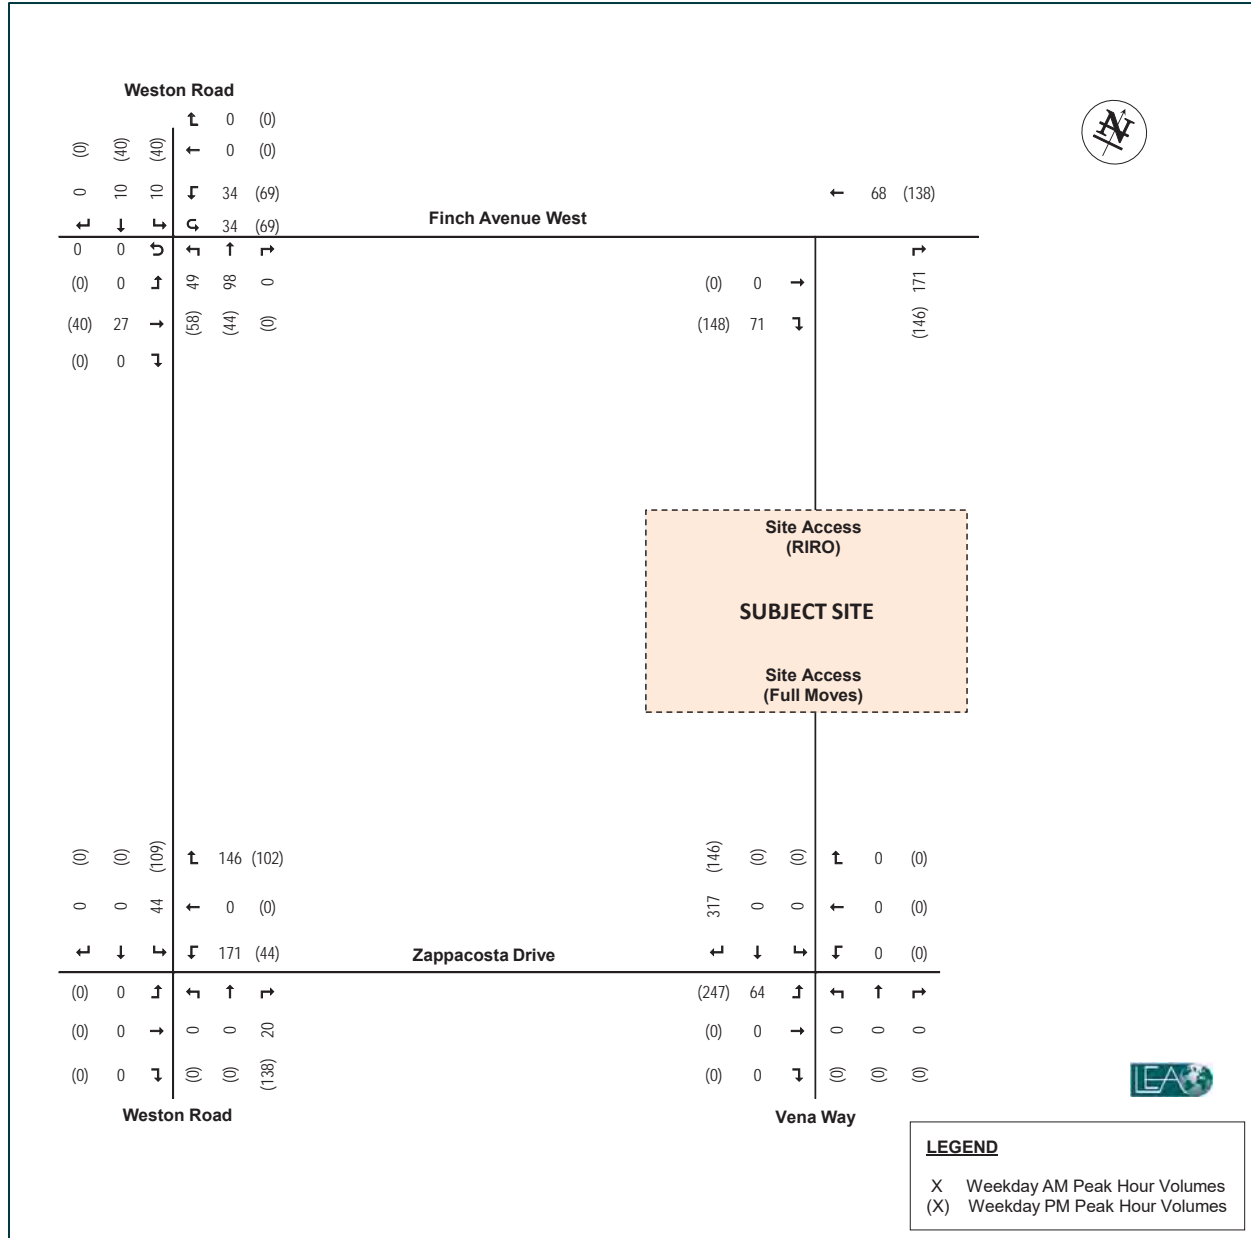 Weston Road
0 (0)
(0) (40) (40) 0 (0)
0 10 10 34 (69)
34 (69)
Finch Avenue West
68 (138)
N
0 0
(0) 0 49 98 0
(40) 27 (58) (44) (0)
(0) 0
(0) 0 171
(148) 71 (146)
Site Access
(RIRO)
SUBJECT SITE
Site Access
(Full Moves)
(0) (0) (109) 146 (102)
0 0 44 0 (0)
171 (44)
Zappacosta Drive
(146) (0) (0) 0 (0)
317 0 0 0 (0)
0 (0)
(0) 0
(0) 0 0 0 20
(0) 0 (0) (0) (138)
(247) 64
(0) 0 0 0 0
(0) 0 (0) (0) (0)
Weston Road
Vena Way
LEA
LEGEND
X Weekday AM Peak Hour Volumes
(X) Weekday PM Peak Hour Volumes